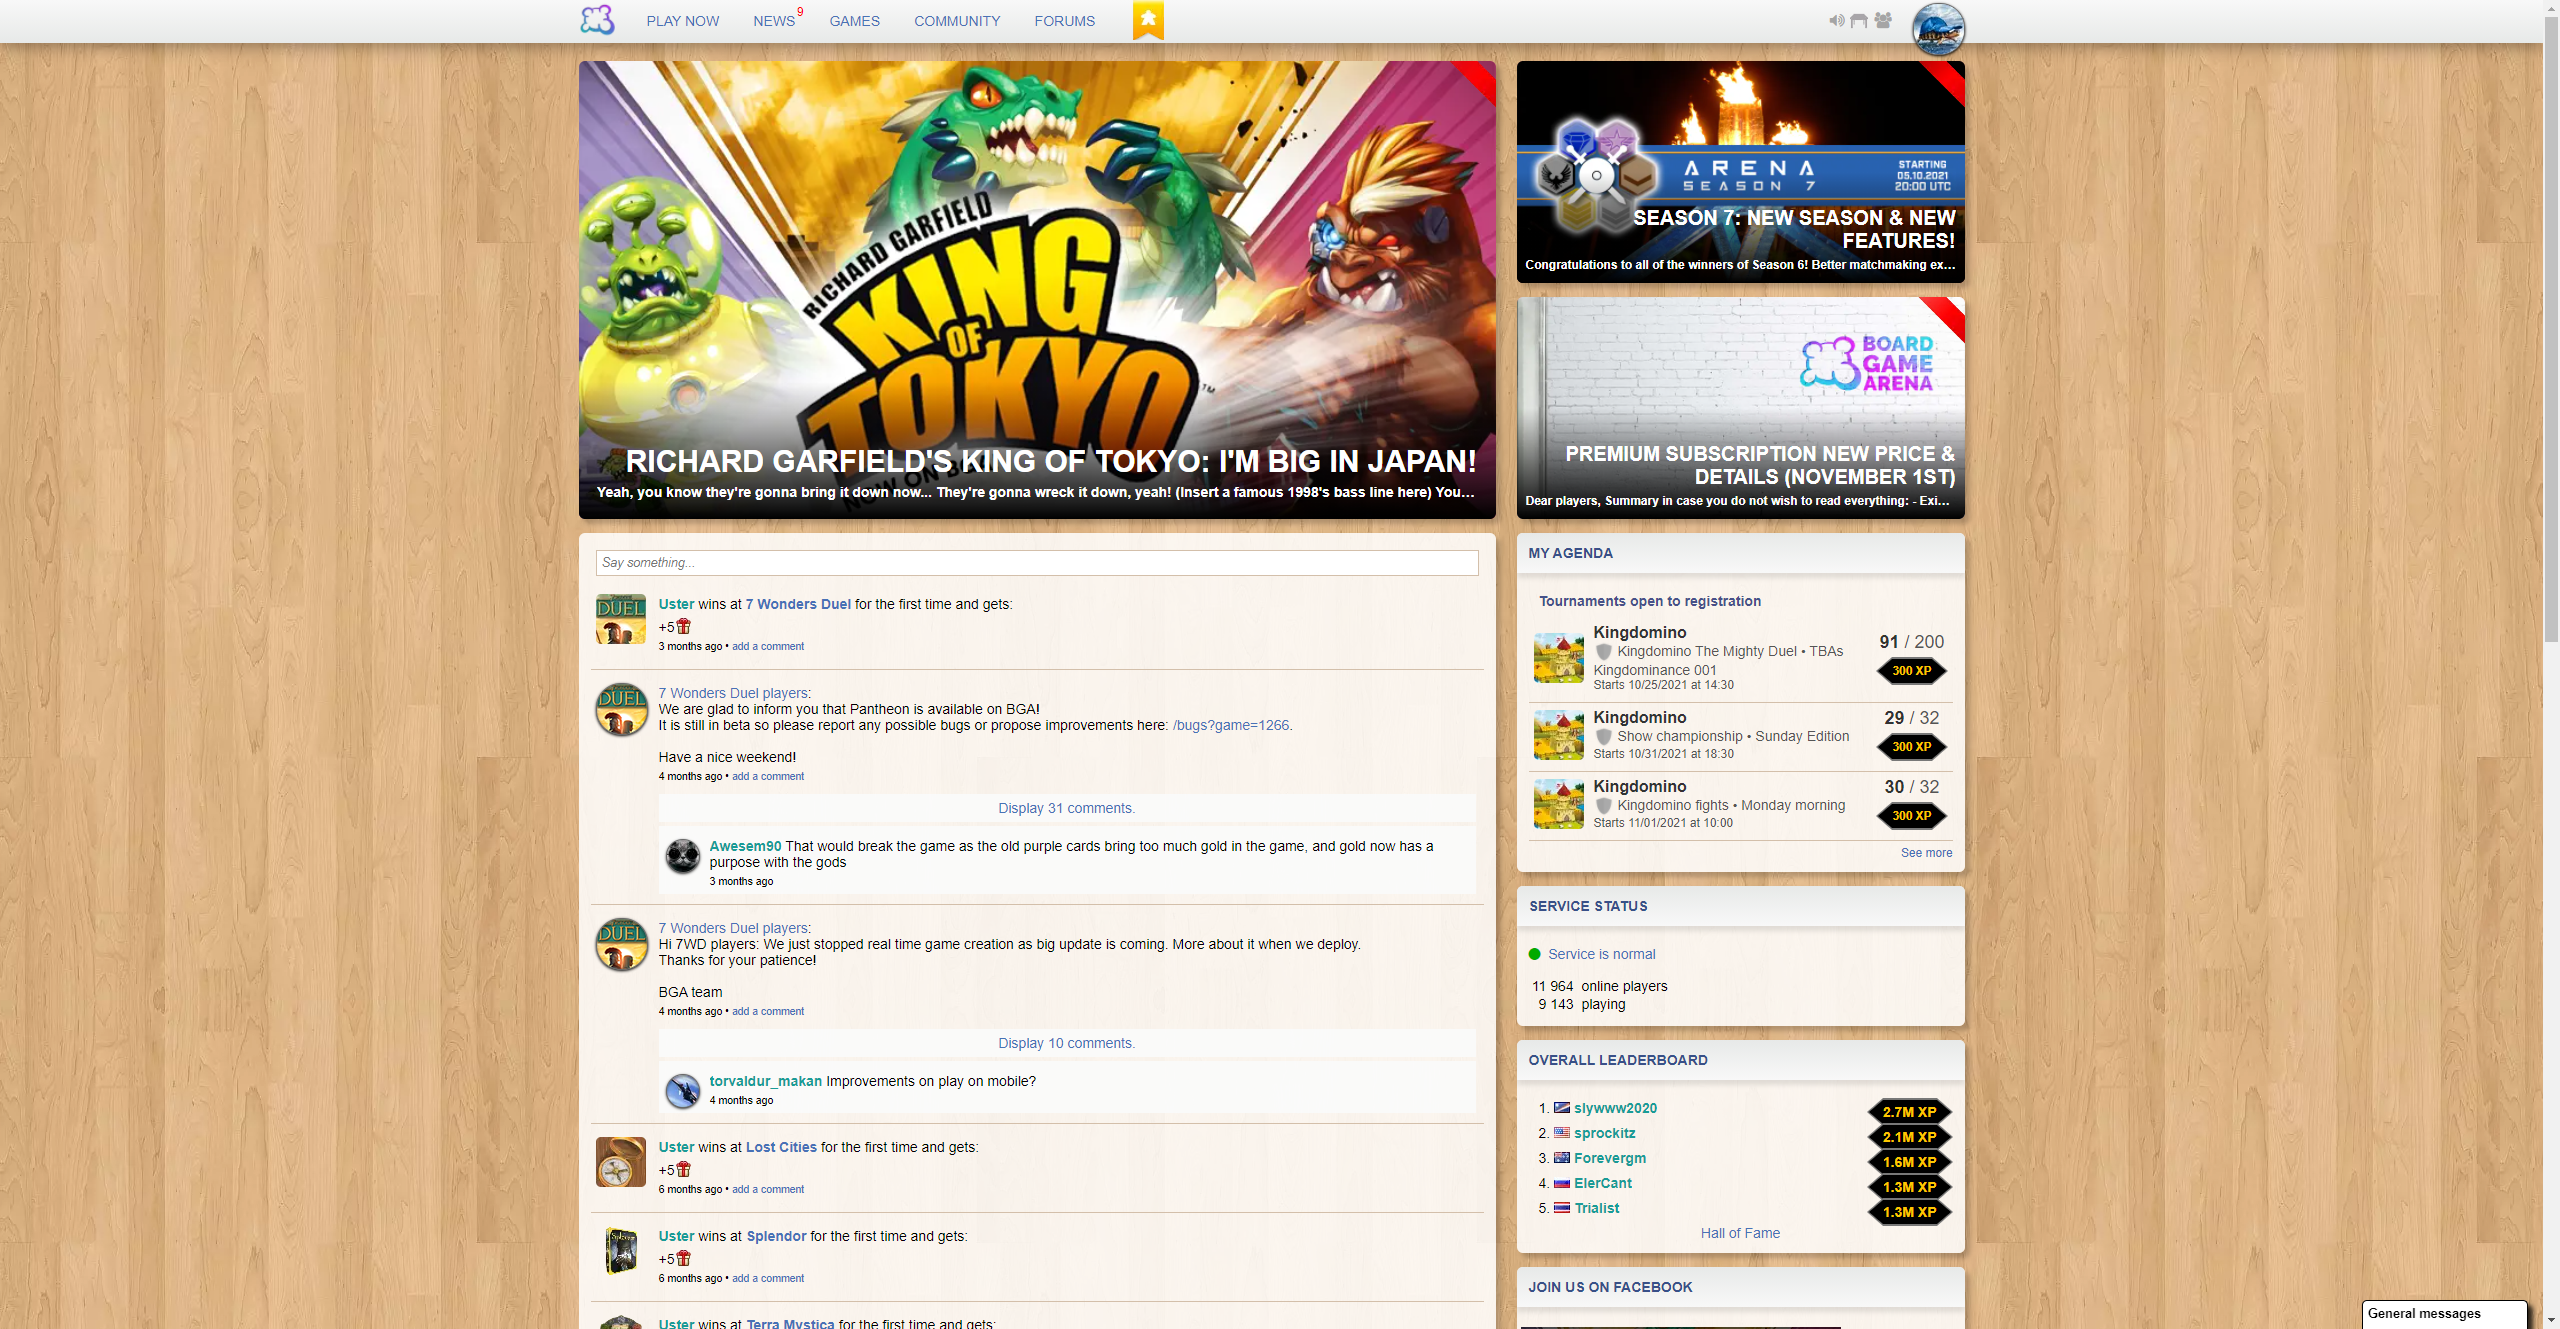 PLAY NOW
NEWS 9
GAMES
COMMUNITY
FORUMS
RICHARD GARFIELD
KING
OF
TOKYO
TM
NOW ON BGA
RICHARD GARFIELD'S KING OF TOKYO: I'M BIG IN JAPAN!
Yeah, you know they're gonna bring it down now... They're gonna wreck it down, yeah! (Insert a famous 1998's bass line here) You…
ARENA
SEASON 7
STARTING
05.10.2021
20:00 UTC
SEASON 7: NEW SEASON & NEW
FEATURES!
Congratulations to all of the winners of Season 6! Better matchmaking ex…
BOARD
GAME
ARENA
PREMIUM SUBSCRIPTION NEW PRICE &
DETAILS (NOVEMBER 1ST)
Dear players, Summary in case you do not wish to read everything: - Exi…
Say something...
DUEL
Uster wins at 7 Wonders Duel for the first time and gets:
+5
3 months ago • add a comment
DUEL
7 Wonders Duel players:
We are glad to inform you that Pantheon is available on BGA!
It is still in beta so please report any possible bugs or propose improvements here: /bugs?game=1266.
Have a nice weekend!
4 months ago • add a comment
Display 31 comments.
Awesem90 That would break the game as the old purple cards bring too much gold in the game, and gold now has a
purpose with the gods
3 months ago
DUEL
7 Wonders Duel players:
Hi 7WD players: We just stopped real time game creation as big update is coming. More about it when we deploy.
Thanks for your patience!
BGA team
4 months ago • add a comment
Display 10 comments.
torvaldur_makan Improvements on play on mobile?
4 months ago
Uster wins at Lost Cities for the first time and gets:
+5
6 months ago • add a comment
Uster wins at Splendor for the first time and gets:
+5
6 months ago • add a comment
Uster wins at Terra Mystica for the first time and gets:
MY AGENDA
Tournaments open to registration
Kingdomino
Kingdomino The Mighty Duel • TBAs
Kingdominance 001
Starts 10/25/2021 at 14:30
91 / 200
300 XP
Kingdomino
Show championship • Sunday Edition
Starts 10/31/2021 at 18:30
29 / 32
300 XP
Kingdomino
Kingdomino fights • Monday morning
Starts 11/01/2021 at 10:00
30 / 32
300 XP
See more
SERVICE STATUS
Service is normal
11 964 online players
9 143 playing
OVERALL LEADERBOARD
1. slywww2020 2.7M XP
2. sprockitz 2.1M XP
3. Forevergm 1.6M XP
4. ElerCant 1.3M XP
5. Trialist 1.3M XP
Hall of Fame
JOIN US ON FACEBOOK
General messages